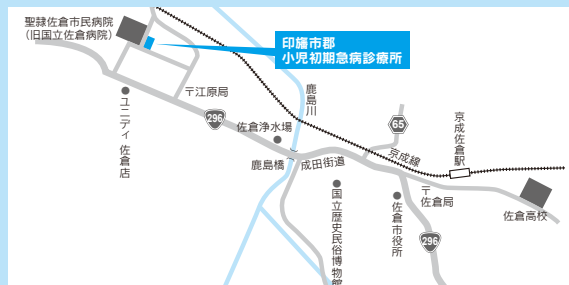 聖隷佐倉市民病院
（旧国立佐倉病院）
印旛市郡
小児初期急病診療所
〒江原局
ユニディ 佐倉店
296
佐倉浄水場
鹿島川
鹿島橋
成田街道
65
京成線
京成佐倉駅
〒
佐倉局
佐倉高校
国立歴史民俗博物館
佐倉市役所
296